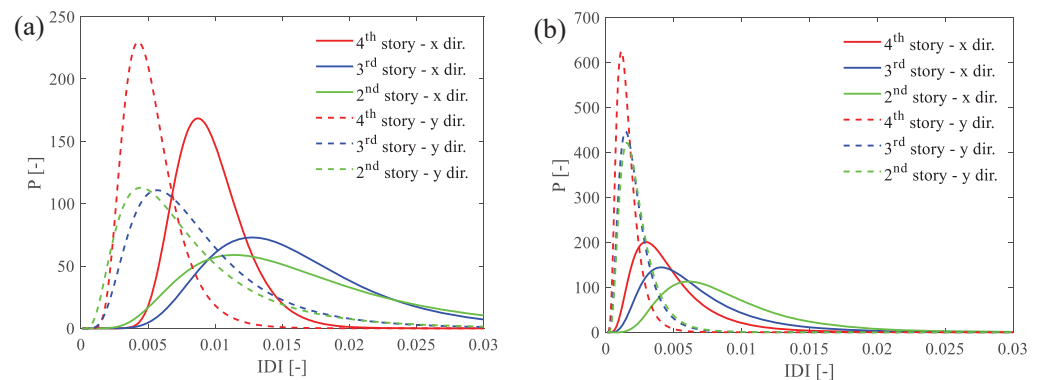 (a)
250
200
150
100
50
0
P [-]
0
0.005
0.01
0.015
0.02
0.025
0.03
IDI [-]
4th story - x dir.
3rd story - x dir.
2nd story - x dir.
4th story - y dir.
3rd story - y dir.
2nd story - y dir.
(b)
700
600
500
400
300
200
100
0
P [-]
0
0.005
0.01
0.015
0.02
0.025
0.03
IDI [-]
4th story - x dir.
3rd story - x dir.
2nd story - x dir.
4th story - y dir.
3rd story - y dir.
2nd story - y dir.